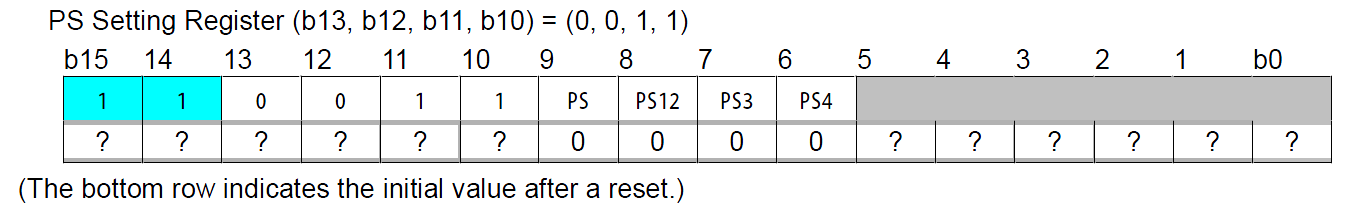 PS Setting Register (b13, b12, b11, b10) = (0, 0, 1, 1)
b15 14 13 12 11 10 9 8 7 6 5 4 3 2 1 b0
1 1 0 0 1 1 PS PS12 PS3 PS4
? ? ? ? ? ? 0 0 0 0 ? ? ? ? ? ?
(The bottom row indicates the initial value after a reset.)